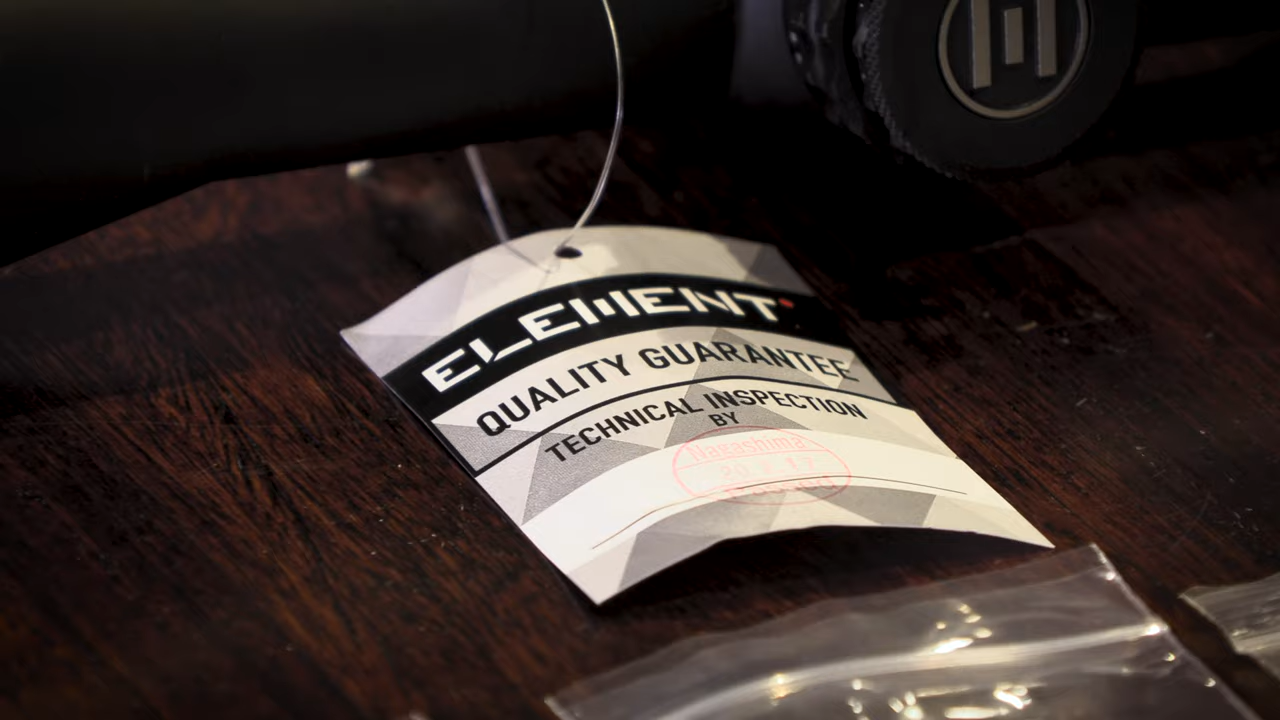 ELEMENT
QUALITY GUARANTEE
TECHNICAL INSPECTION
BY
Nagashima